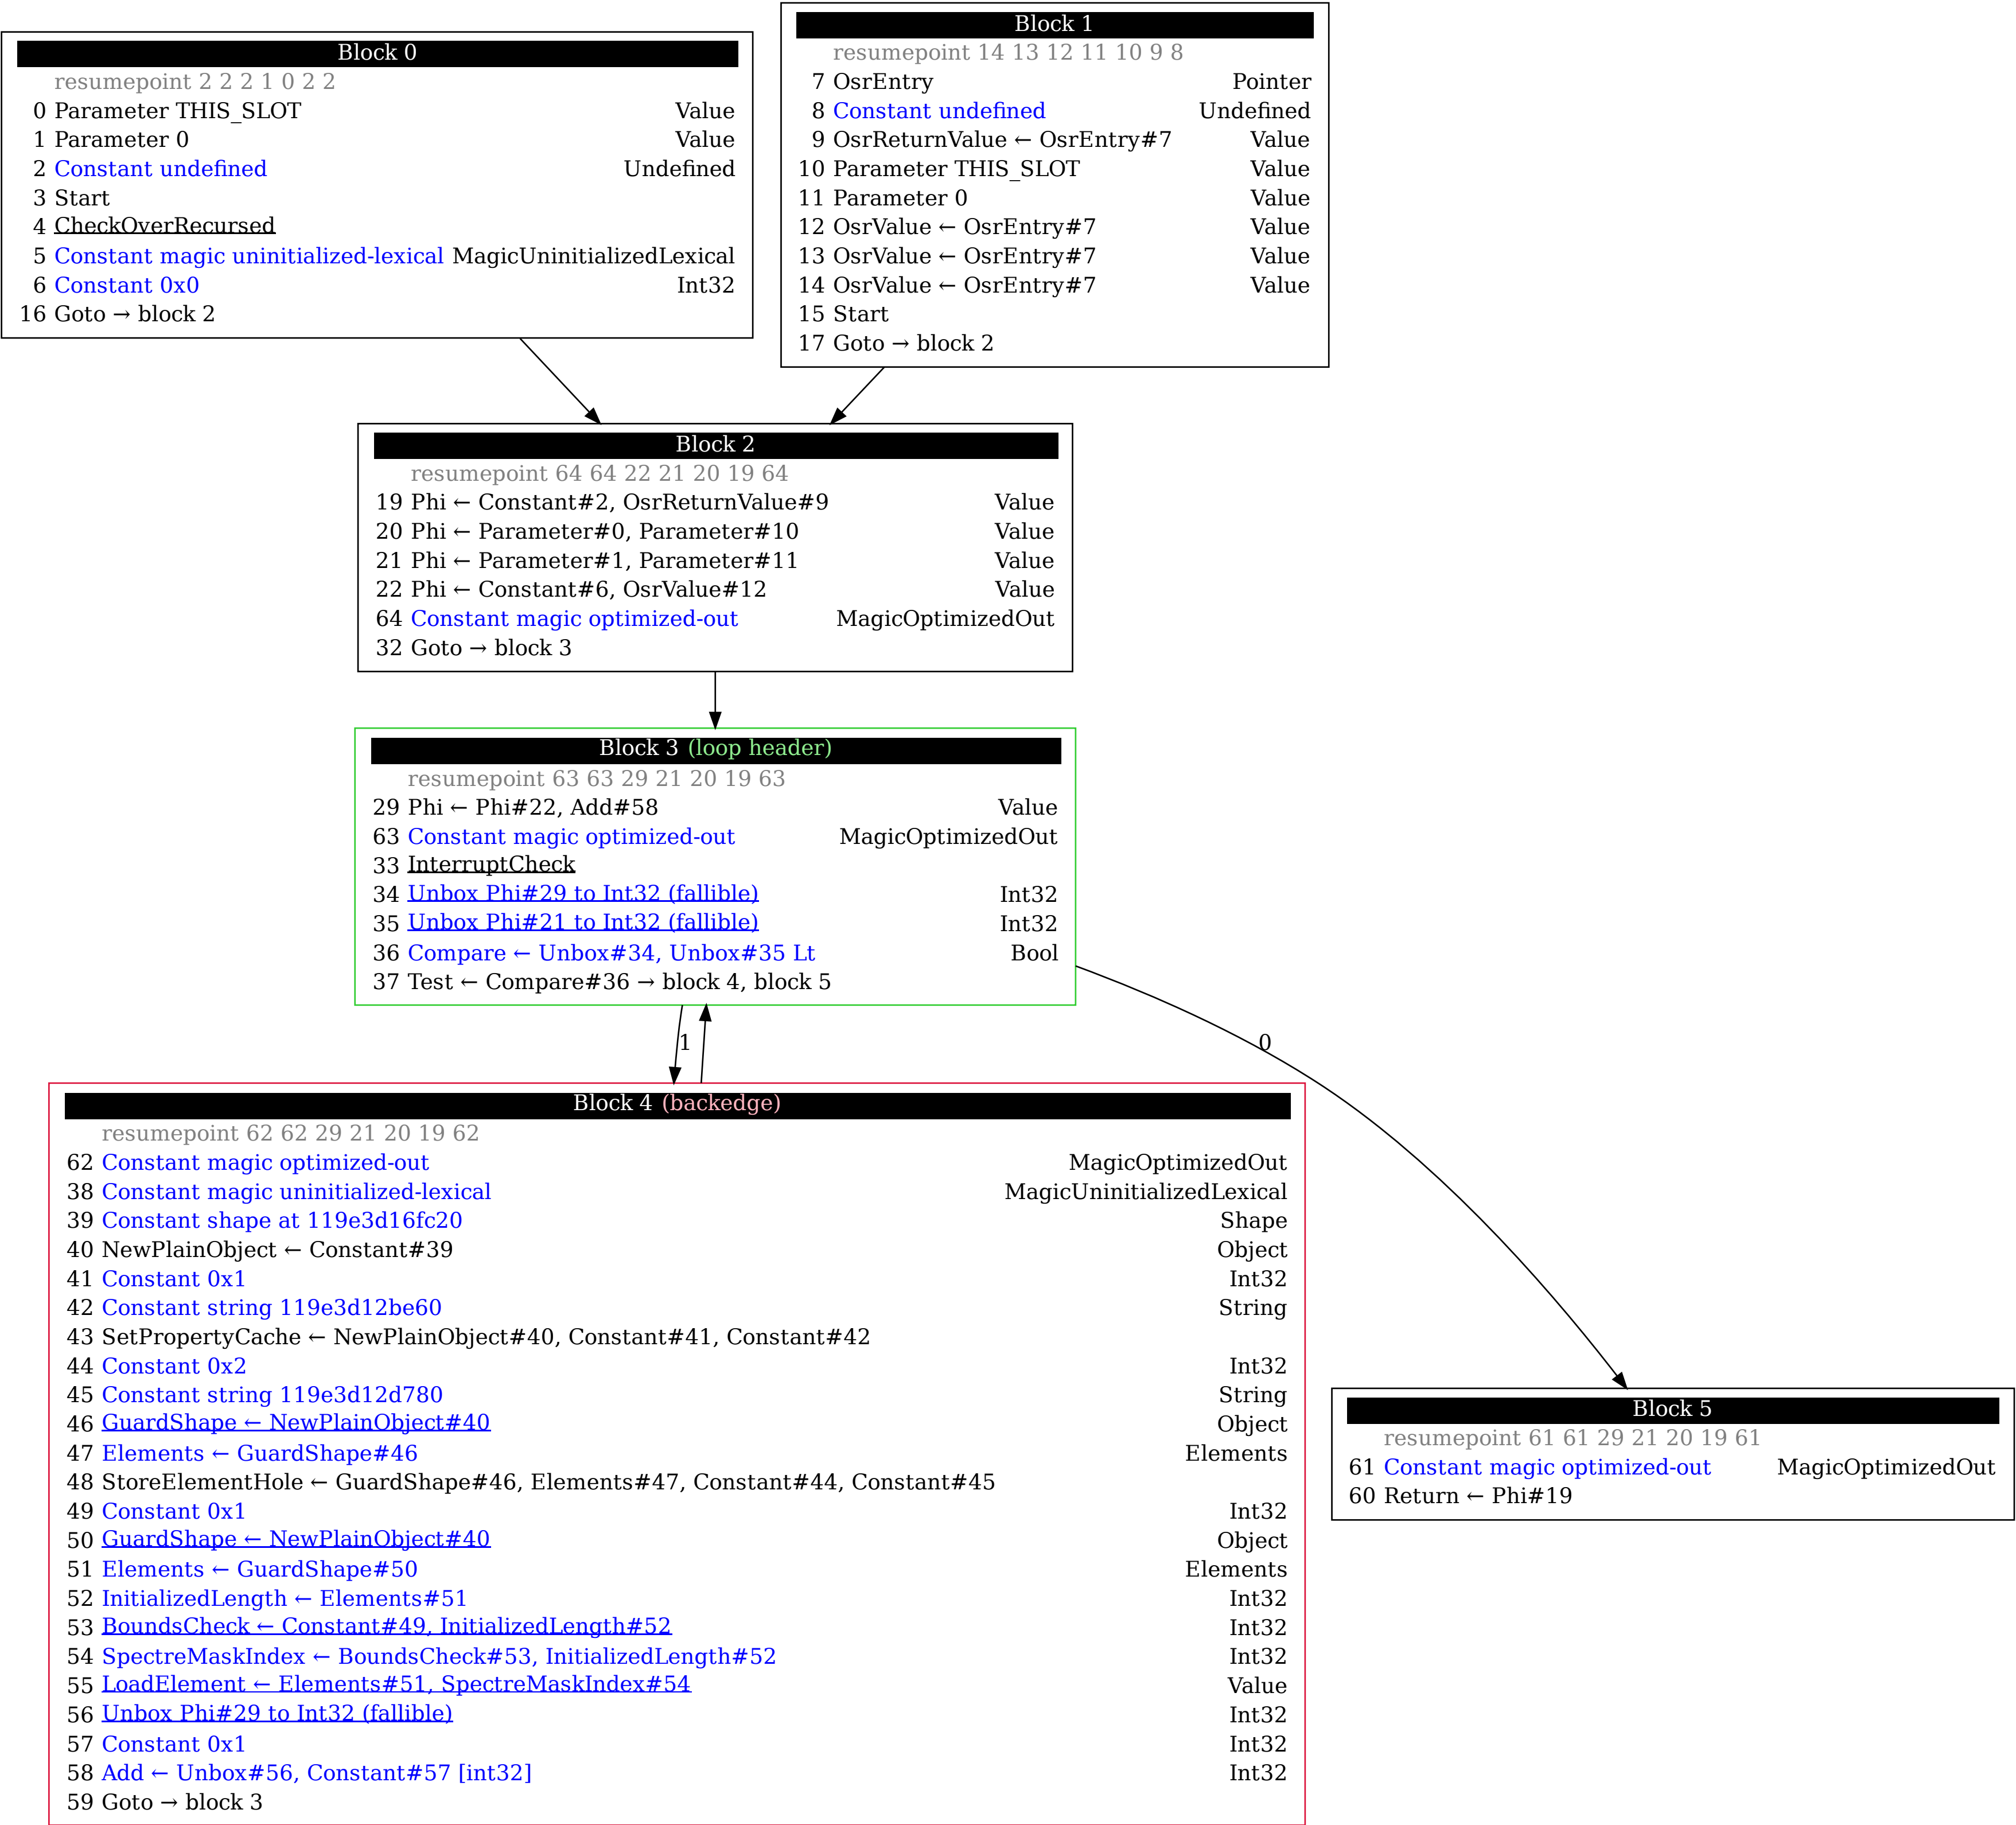 Block 0
resumepoint 2 2 2 1 0 2 2
0 Parameter THIS_SLOT Value
1 Parameter 0 Value
2 Constant undefined Undefined
3 Start
4 CheckOverRecursed
5 Constant magic uninitialized-lexical MagicUninitializedLexical
6 Constant 0x0 Int32
16 Goto → block 2
Block 1
resumepoint 14 13 12 11 10 9 8
7 OsrEntry Pointer
8 Constant undefined Undefined
9 OsrReturnValue ← OsrEntry#7 Value
10 Parameter THIS_SLOT Value
11 Parameter 0 Value
12 OsrValue ← OsrEntry#7 Value
13 OsrValue ← OsrEntry#7 Value
14 OsrValue ← OsrEntry#7 Value
15 Start
17 Goto → block 2
Block 2
resumepoint 64 64 22 21 20 19 64
19 Phi ← Constant#2, OsrReturnValue#9 Value
20 Phi ← Parameter#0, Parameter#10 Value
21 Phi ← Parameter#1, Parameter#11 Value
22 Phi ← Constant#6, OsrValue#12 Value
64 Constant magic optimized-out MagicOptimizedOut
32 Goto → block 3
Block 3 (loop header)
resumepoint 63 63 29 21 20 19 63
29 Phi ← Phi#22, Add#58 Value
63 Constant magic optimized-out MagicOptimizedOut
33 InterruptCheck
34 Unbox Phi#29 to Int32 (fallible) Int32
35 Unbox Phi#21 to Int32 (fallible) Int32
36 Compare ← Unbox#34, Unbox#35 Lt Bool
37 Test ← Compare#36 → block 4, block 5
1
0
Block 4 (backedge)
resumepoint 62 62 29 21 20 19 62
62 Constant magic optimized-out MagicOptimizedOut
38 Constant magic uninitialized-lexical MagicUninitializedLexical
39 Constant shape at 119e3d16fc20 Shape
40 NewPlainObject ← Constant#39 Object
41 Constant 0x1 Int32
42 Constant string 119e3d12be60 String
43 SetPropertyCache ← NewPlainObject#40, Constant#41, Constant#42
44 Constant 0x2 Int32
45 Constant string 119e3d12d780 String
46 GuardShape ← NewPlainObject#40 Object
47 Elements ← GuardShape#46 Elements
48 StoreElementHole ← GuardShape#46, Elements#47, Constant#44, Constant#45
49 Constant 0x1 Int32
50 GuardShape ← NewPlainObject#40 Object
51 Elements ← GuardShape#50 Elements
52 InitializedLength ← Elements#51 Int32
53 BoundsCheck ← Constant#49, InitializedLength#52 Int32
54 SpectreMaskIndex ← BoundsCheck#53, InitializedLength#52 Int32
55 LoadElement ← Elements#51, SpectreMaskIndex#54 Value
56 Unbox Phi#29 to Int32 (fallible) Int32
57 Constant 0x1 Int32
58 Add ← Unbox#56, Constant#57 [int32] Int32
59 Goto → block 3
Block 5
resumepoint 61 61 29 21 20 19 61
61 Constant magic optimized-out MagicOptimizedOut
60 Return ← Phi#19